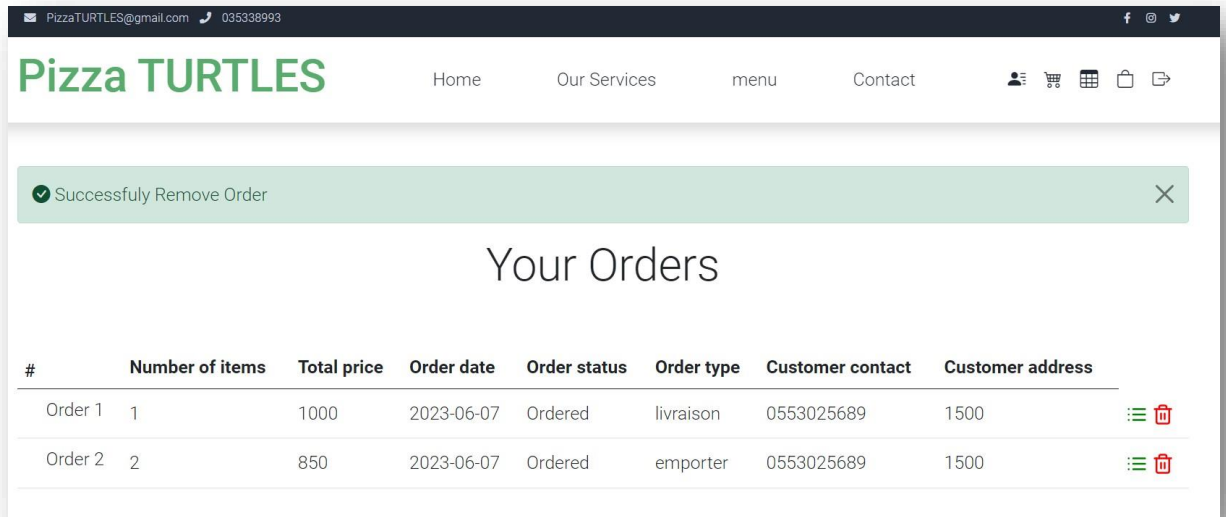 PizzaTURTLES@gmail.com 035338993
Pizza TURTLES Home Our Services menu Contact
Successfuly Remove Order
Your Orders
# Number of items Total price Order date Order status Order type Customer contact Customer address
Order 1 1 1000 2023-06-07 Ordered livraison 0553025689 1500
Order 2 2 850 2023-06-07 Ordered emporter 0553025689 1500